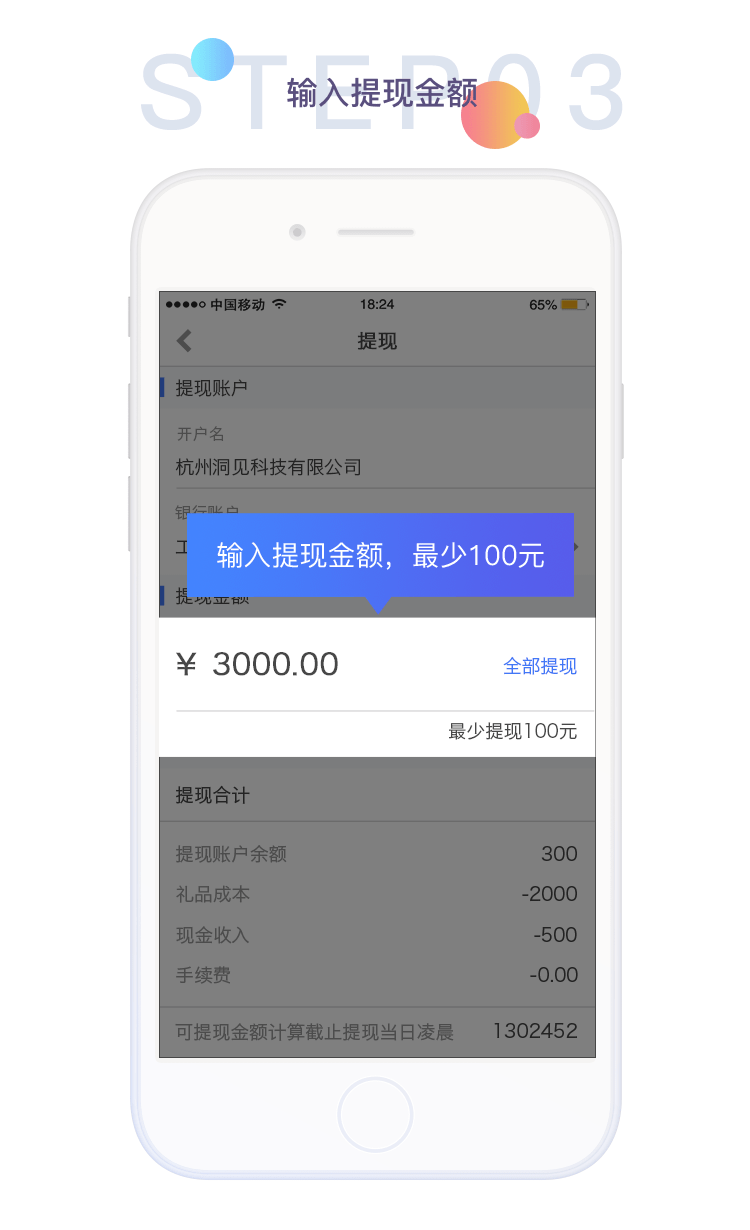 STEP03
输入提现金额
中国移动 18:24 65%
提现
提现账户
开户名
杭州洞见科技有限公司
银行账户
工
输入提现金额，最少100元
提现金额
¥ 3000.00 全部提现
最少提现100元
提现合计
提现账户余额 300
礼品成本 -2000
现金收入 -500
手续费 -0.00
可提现金额计算截止提现当日凌晨 1302452